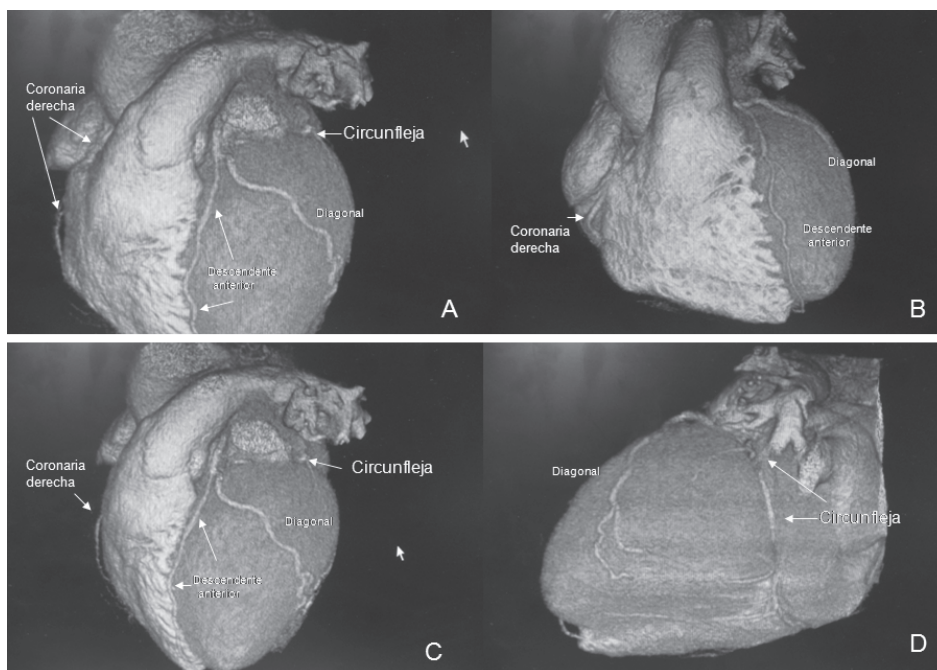 Coronaria
derecha
Circunfleja
Diagonal
Descendente
anterior
A
Diagonal
Coronaria
derecha
Descendente
anterior
B
Coronaria
derecha
Circunfleja
Diagonal
Descendente
anterior
C
Diagonal
Circunfleja
D